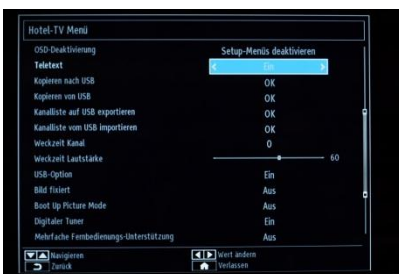 Hotel-TV Menü
OSD-Deaktivierung Setup-Menüs deaktivieren
Teletext Ein
Kopieren nach USB OK
Kopieren von USB OK
Kanalliste auf USB exportieren OK
Kanalliste vom USB importieren OK
Weckzeit Kanal 0
Weckzeit Lautstärke 60
USB-Option Ein
Bild fixiert Aus
Boot Up Picture Mode Aus
Digitaler Tuner Ein
Mehrfache Fernbedienungs-Unterstützung Aus
Navigieren Wert ändern
Zurück Verlassen